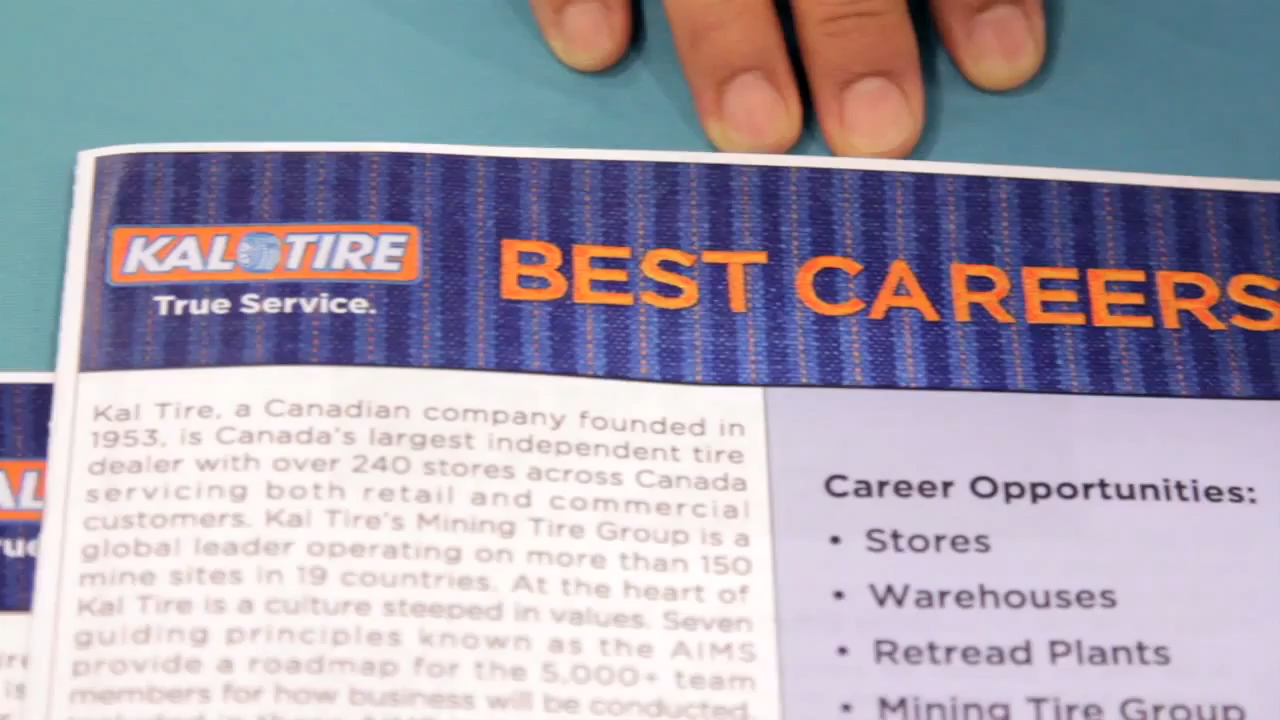 KAL TIRE
True Service.
BEST CAREERS
Kal Tire, a Canadian company founded in
1953, is Canada's largest independent tire
dealer with over 240 stores across Canada
servicing both retail and commercial
customers. Kal Tire's Mining Tire Group is a
global leader operating on more than 150
mine sites in 19 countries. At the heart of
Kal Tire is a culture steeped in values. Seven
guiding principles known as the AIMS
provide a roadmap for the 5,000+ team
members for how business will be conducted.
Career Opportunities:
• Stores
• Warehouses
• Retread Plants
• Mining Tire Group